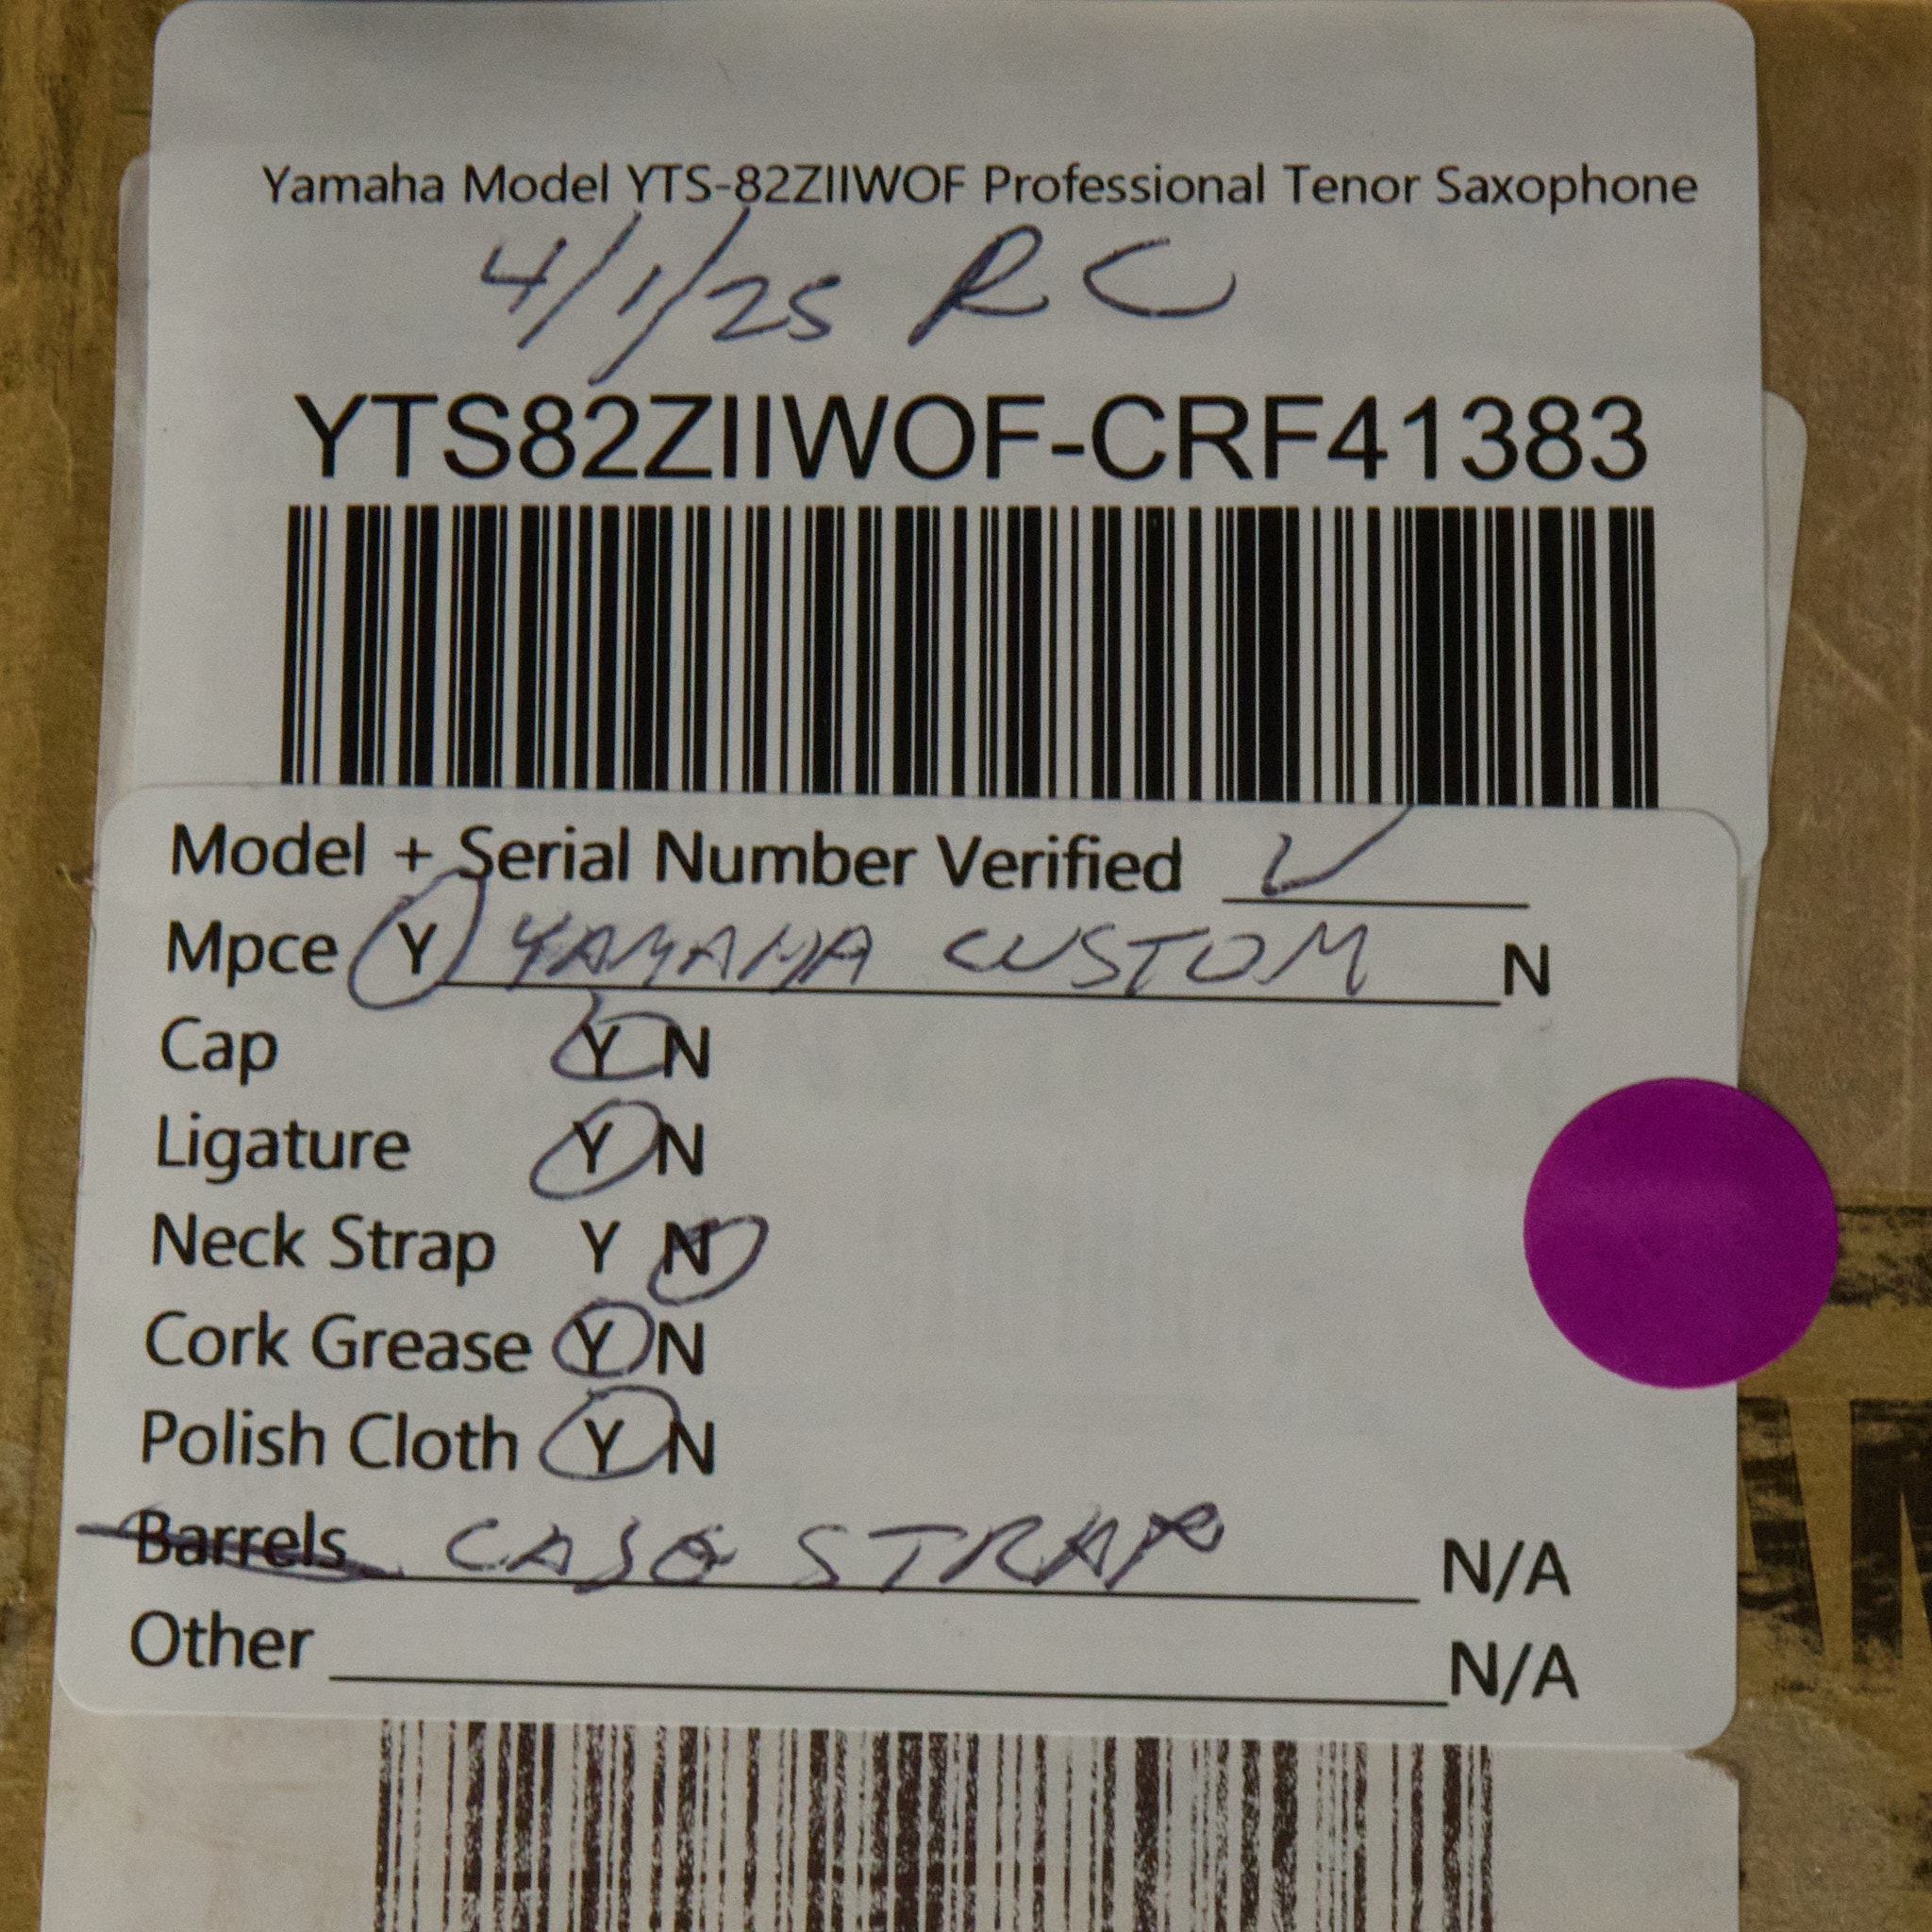 Yamaha Model YTS-82ZIIWOF Professional Tenor Saxophone
4/1/25 RC
YTS82ZIIWOF-CRF41383
Model + Serial Number Verified ✓
Mpce Y YAMAHA CUSTOM N
Cap Y N
Ligature Y N
Neck Strap Y N
Cork Grease Y N
Polish Cloth Y N
Barrels CASE STRAP N/A
Other N/A